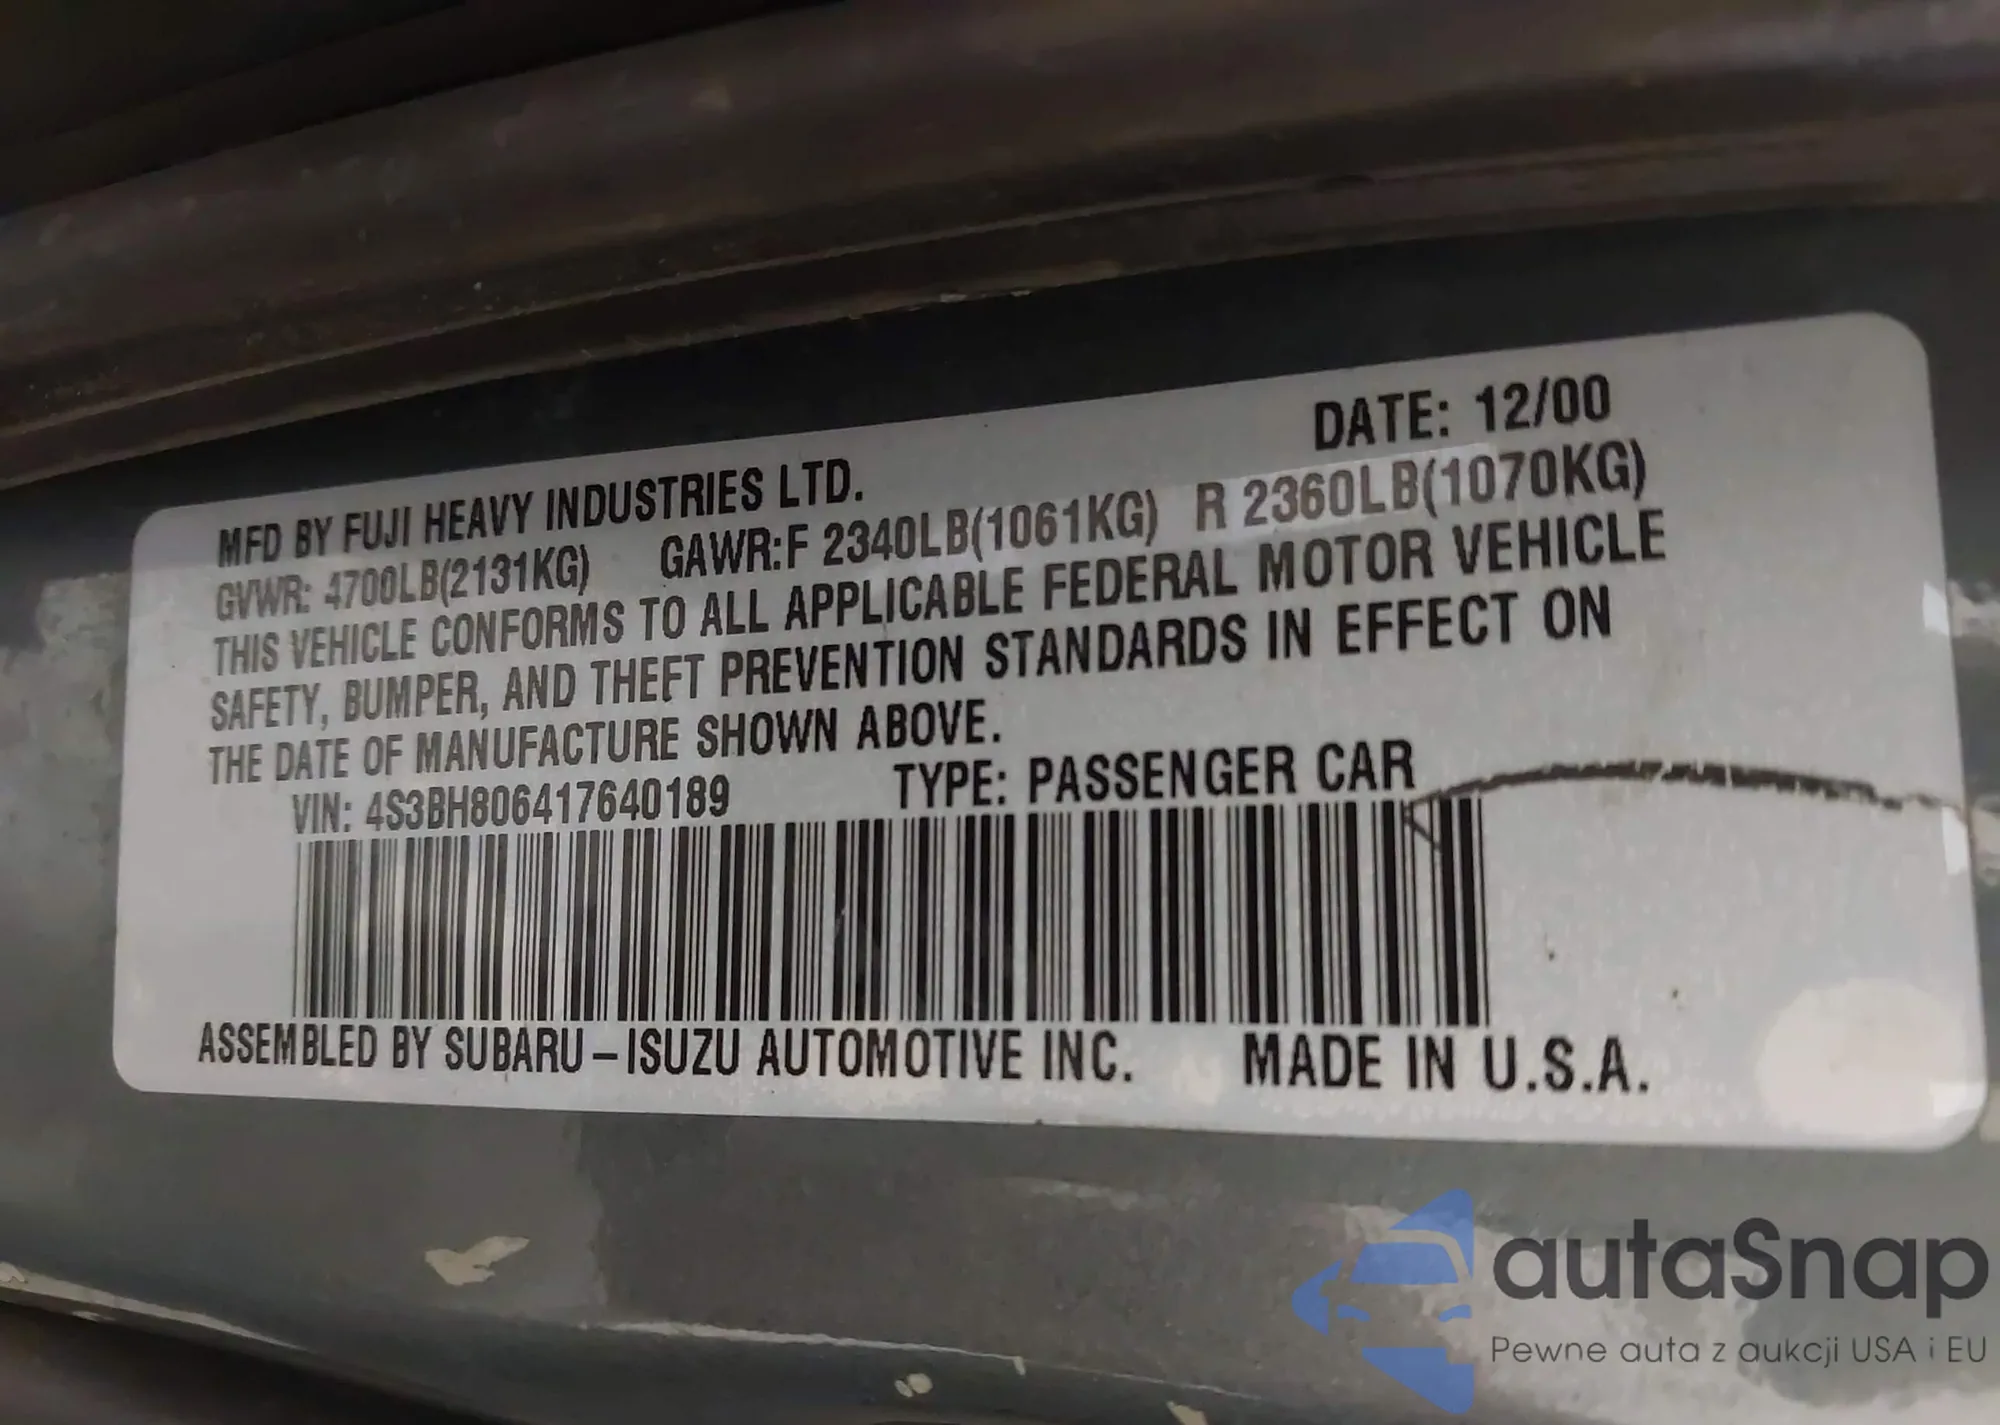 DATE: 12/00
MFD BY FUJI HEAVY INDUSTRIES LTD.
GVWR: 4700LB(2131KG) GAWR:F 2340LB(1061KG) R 2360LB(1070KG)
THIS VEHICLE CONFORMS TO ALL APPLICABLE FEDERAL MOTOR VEHICLE
SAFETY, BUMPER, AND THEFT PREVENTION STANDARDS IN EFFECT ON
THE DATE OF MANUFACTURE SHOWN ABOVE.
VIN: 4S3BH806417640189 TYPE: PASSENGER CAR
ASSEMBLED BY SUBARU-ISUZU AUTOMOTIVE INC. MADE IN U.S.A.
autaSnap
Pewne auta z aukcji USA i EU